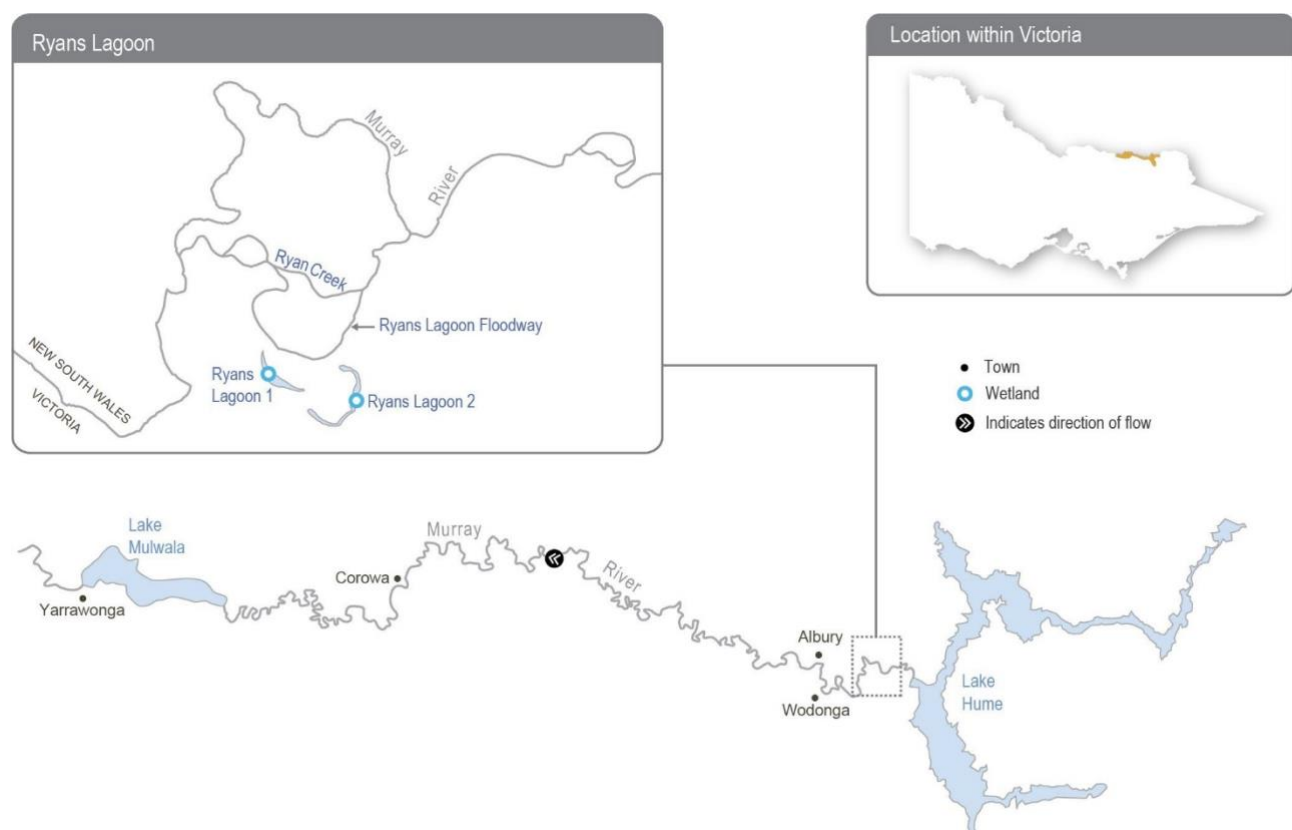 Ryans Lagoon
Murray
River
Ryan Creek
Ryans Lagoon Floodway
Ryans
Lagoon 1
Ryans Lagoon 2
NEW SOUTH WALES
VICTORIA
Location within Victoria
Town
Wetland
Indicates direction of flow
Lake
Mulwala
Yarrawonga
Corowa
Murray
River
Albury
Wodonga
Lake
Hume